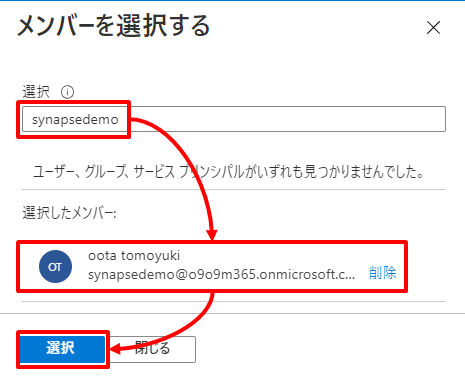 メンバーを選択する
選択
synapsedemo
ユーザー、グループ、サービス プリンシパルがいずれも見つかりませんでした。
選択したメンバー:
OT
oota tomoyuki
synapsedemo@o9o9m365.onmicrosoft.c... 削除
選択 閉じる